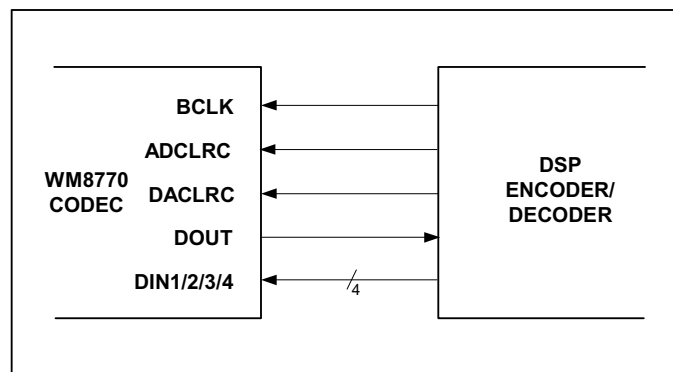 WM8770
CODEC
BCLK
ADCLRC
DACLRC
DOUT
DIN1/2/3/4
4
DSP
ENCODER/
DECODER